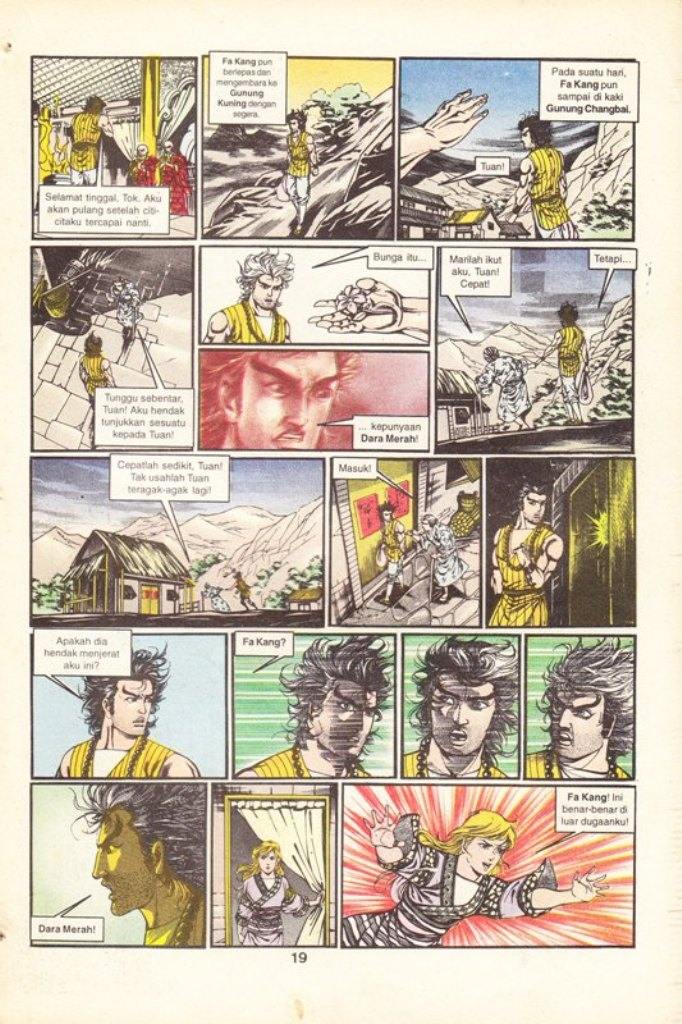 Selamat tinggal, Tok. Aku
akan pulang setelah citi-
citaku tercapai nanti.
Fa Kang pun
berlepas dan
mengembara ke
Gunung
Kuning dengan
segera.
Pada suatu hari,
Fa Kang pun
sampai di kaki
Gunung Changbai.
Tuan!
Tunggu sebentar,
Tuan! Aku hendak
tunjukkan sesuatu
kepada Tuan!
Bunga itu...
... kepunyaan
Dara Merah!
Marilah ikut
aku, Tuan!
Cepat!
Tetapi...
Cepatlah sedikit, Tuan!
Tak usahlah Tuan
teragak-agak lagi!
Masuk!
Apakah dia
hendak menjerat
aku ini?
Fa Kang?
Dara Merah!
Fa Kang! Ini
benar-benar di
luar dugaanku!
19